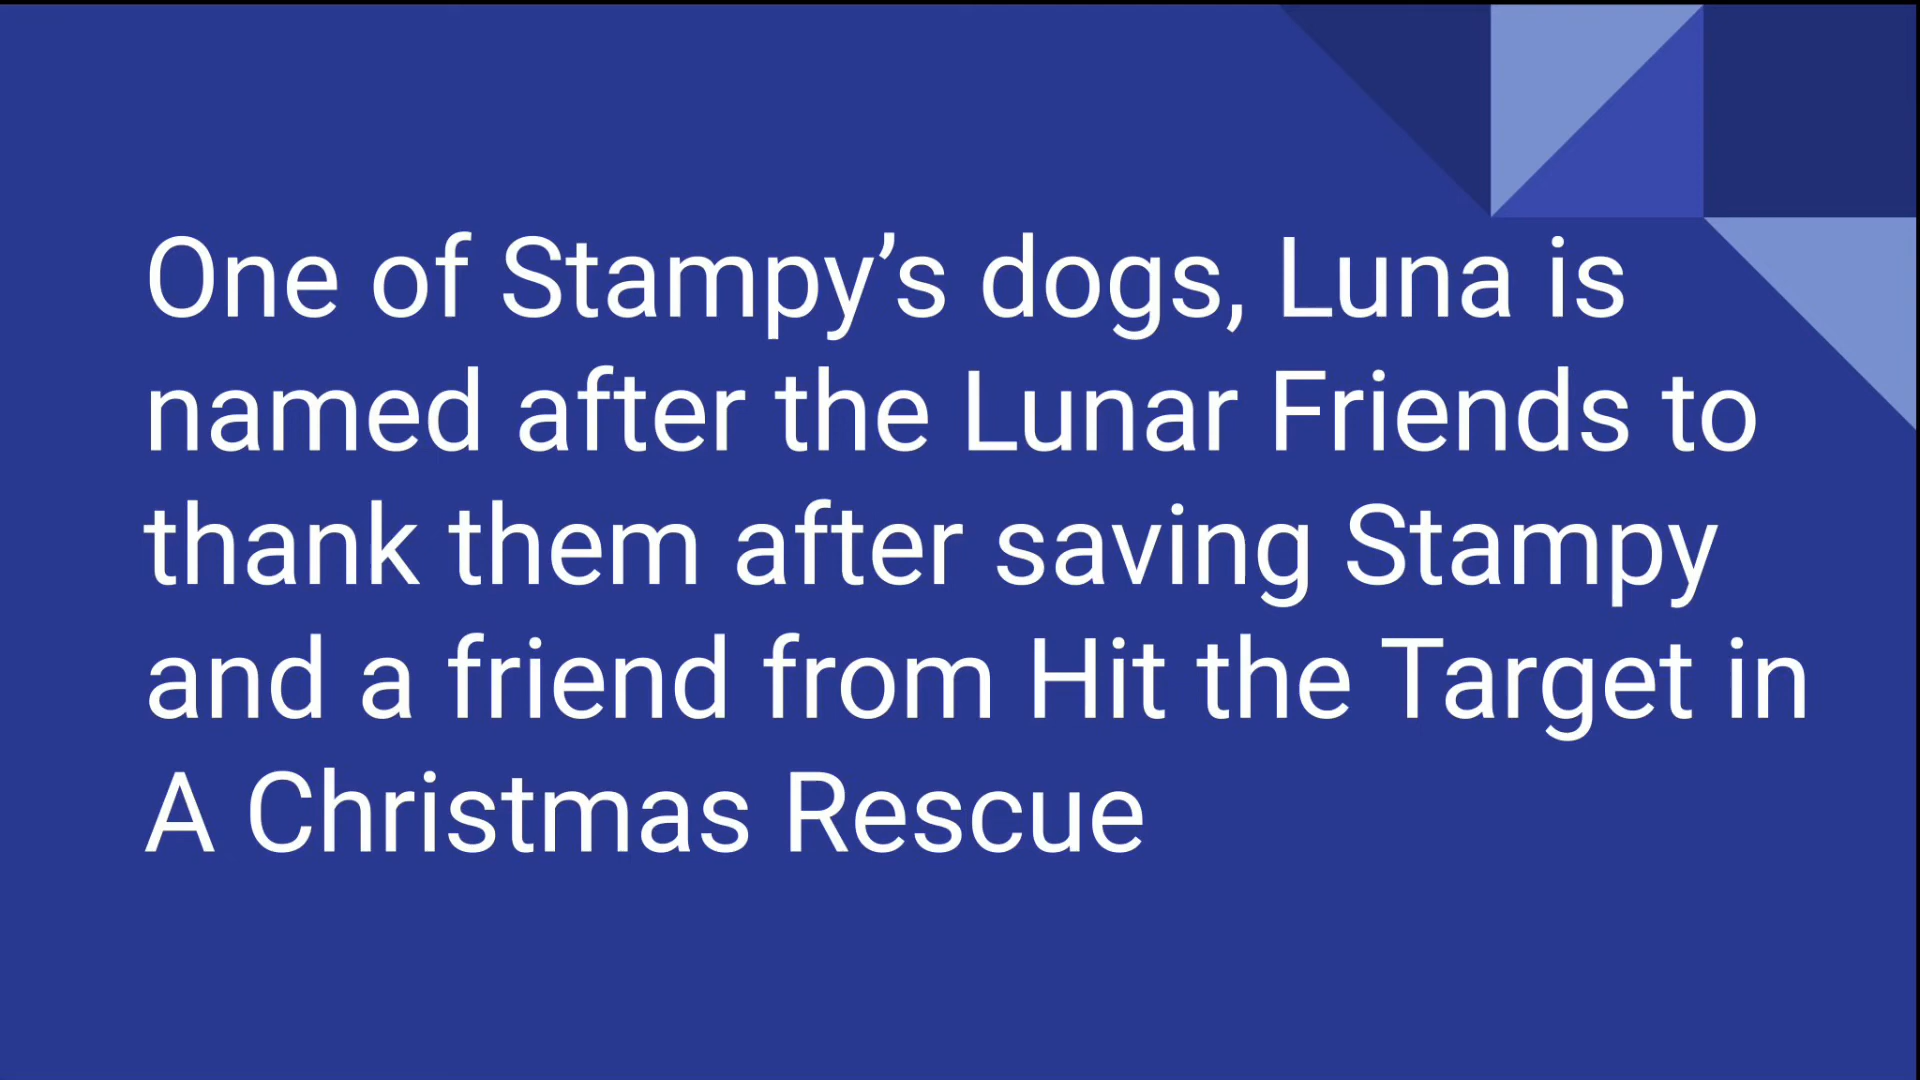 One of Stampy’s dogs, Luna is
named after the Lunar Friends to
thank them after saving Stampy
and a friend from Hit the Target in
A Christmas Rescue